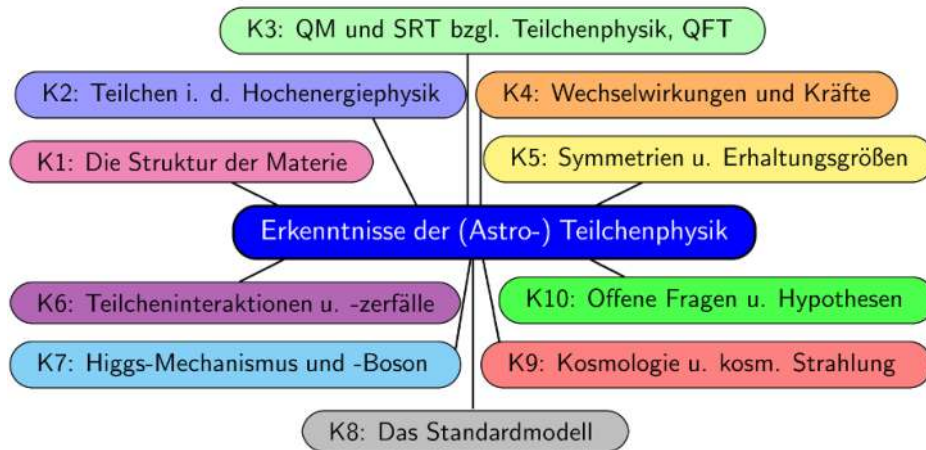 K3: QM und SRT bzgl. Teilchenphysik, QFT
K2: Teilchen i. d. Hochenergiephysik
K4: Wechselwirkungen und Kräfte
K1: Die Struktur der Materie
K5: Symmetrien u. Erhaltungsgrößen
Erkenntnisse der (Astro-) Teilchenphysik
K6: Teilcheninteraktionen u. -zerfälle
K10: Offene Fragen u. Hypothesen
K7: Higgs-Mechanismus und -Boson
K9: Kosmologie u. kosm. Strahlung
K8: Das Standardmodell